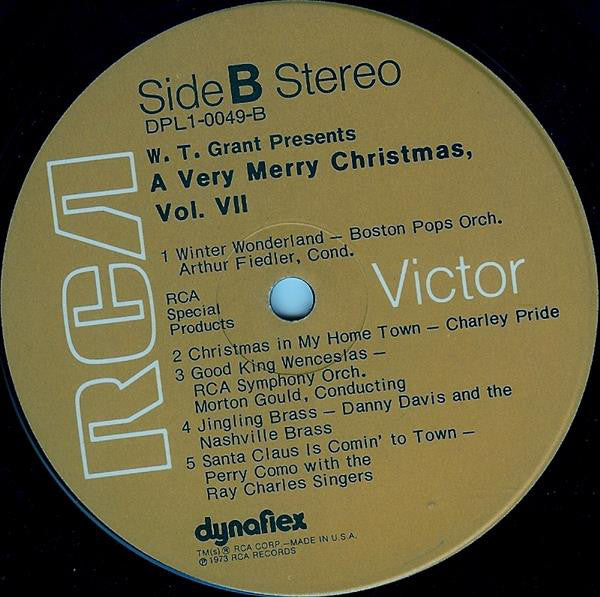 Side B Stereo
DPL1-0049-B
W. T. Grant Presents
A Very Merry Christmas,
Vol. VII
1 Winter Wonderland – Boston Pops Orch.
Arthur Fiedler, Cond.
RCA
Special
Products
Victor
RCA
2 Christmas in My Home Town – Charley Pride
3 Good King Wenceslas –
RCA Symphony Orch.
Morton Gould, Conducting
4 Jingling Brass – Danny Davis and the
Nashville Brass
5 Santa Claus Is Comin' to Town –
Perry Como with the
Ray Charles Singers
dynaflex
TM(s) ® RCA CORP.—MADE IN U.S.A.
℗ 1973 RCA RECORDS